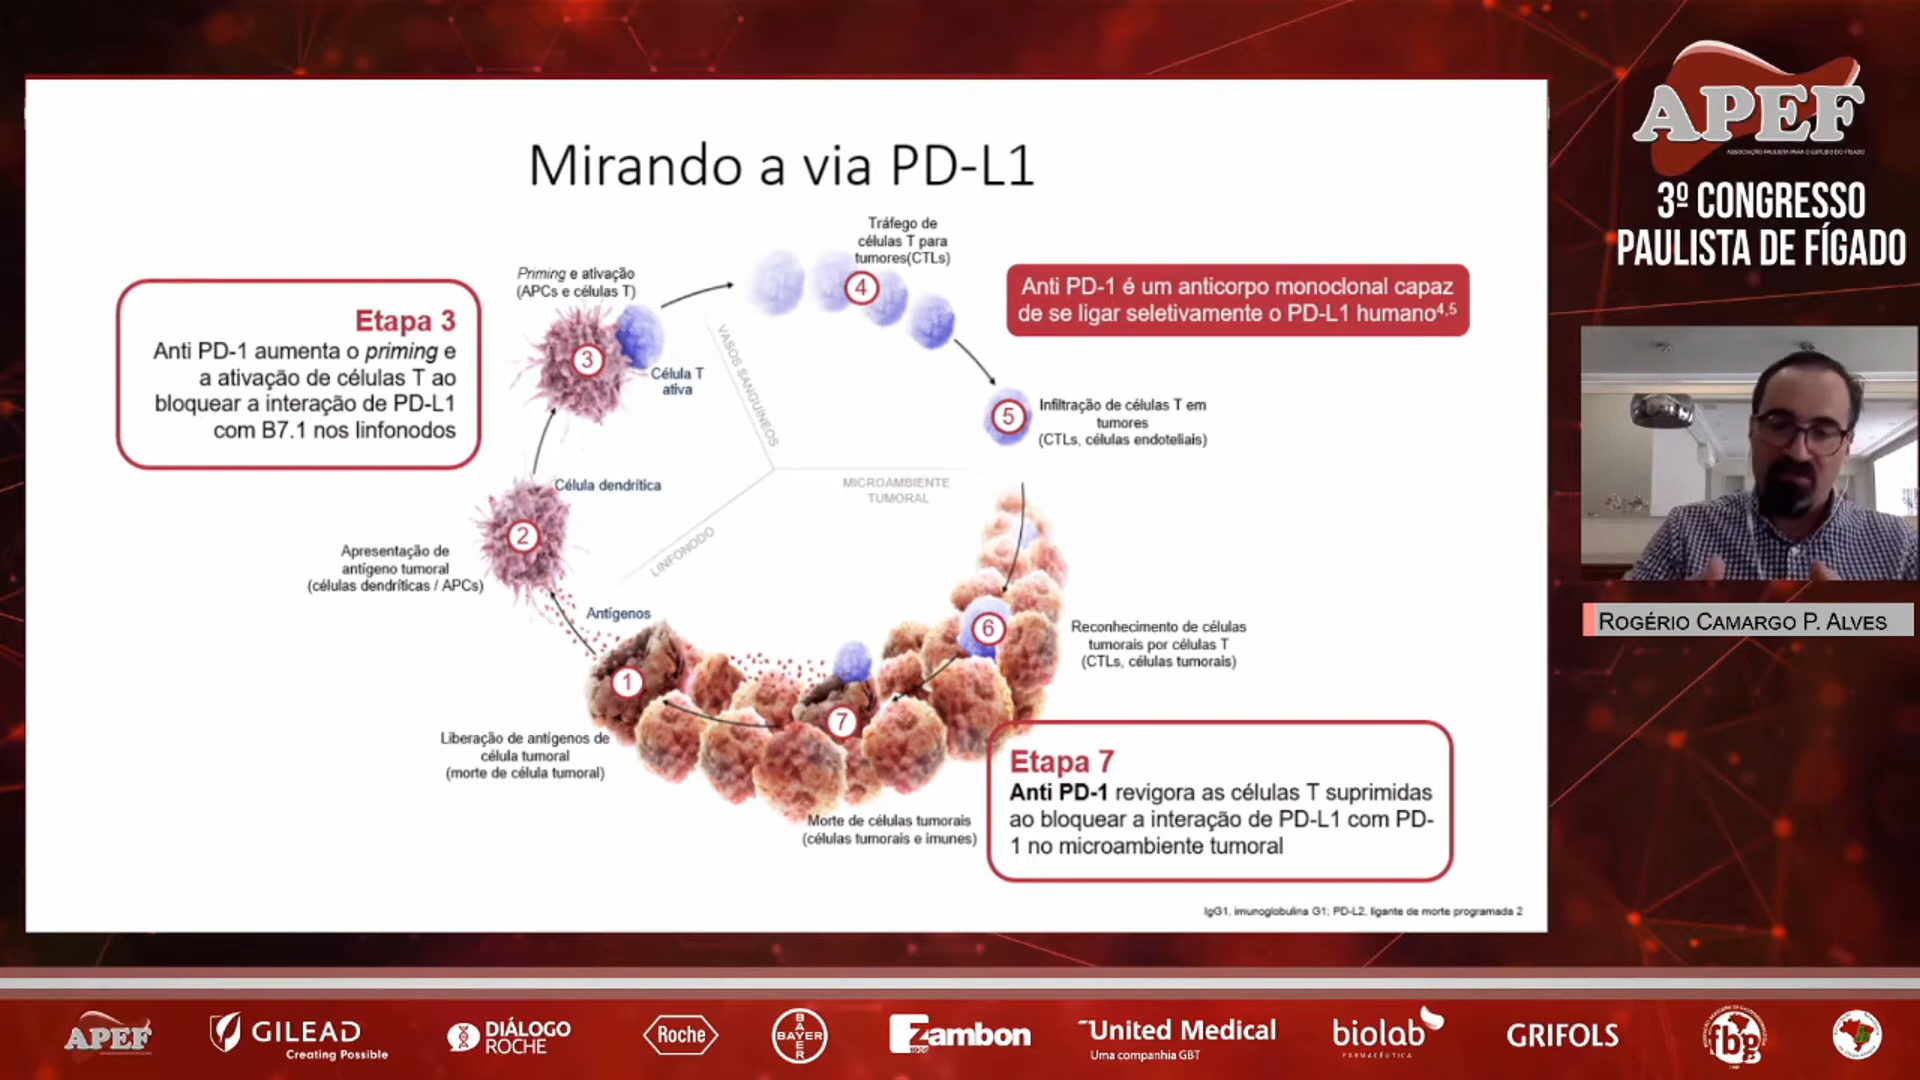 Mirando a via PD-L1
Tráfego de
células T para
tumores(CTLs)
4
Priming e ativação
(APCs e células T)
3
Célula T
ativa
Etapa 3
Anti PD-1 aumenta o priming e
a ativação de células T ao
bloquear a interação de PD-L1
com B7.1 nos linfonodos
Anti PD-1 é um anticorpo monoclonal capaz
de se ligar seletivamente o PD-L1 humano4,5
VASOS SANGUÍNEOS
5
Infiltração de células T em
tumores
(CTLs, células endoteliais)
MICROAMBIENTE
TUMORAL
LINFONODO
Célula dendrítica
2
Apresentação de
antígeno tumoral
(células dendríticas / APCs)
Antígenos
6
Reconhecimento de células
tumorais por células T
(CTLs, células tumorais)
1
Liberação de antígenos de
célula tumoral
(morte de célula tumoral)
7
Morte de células tumorais
(células tumorais e imunes)
Etapa 7
Anti PD-1 revigora as células T suprimidas
ao bloquear a interação de PD-L1 com PD-
1 no microambiente tumoral
IgG1, imunoglobulina G1; PD-L2, ligante de morte programada 2
APEF
ASSOCIAÇÃO PAULISTA PARA O ESTUDO DO FÍGADO
3º CONGRESSO
PAULISTA DE FÍGADO
ROGÉRIO CAMARGO P. ALVES
APEF
GILEAD
Creating Possible
DIÁLOGO
ROCHE
Roche
BAYER
BAYER
Zambon
United Medical
Uma companhia GBT
biolab
FARMACÊUTICA
GRIFOLS
fbg